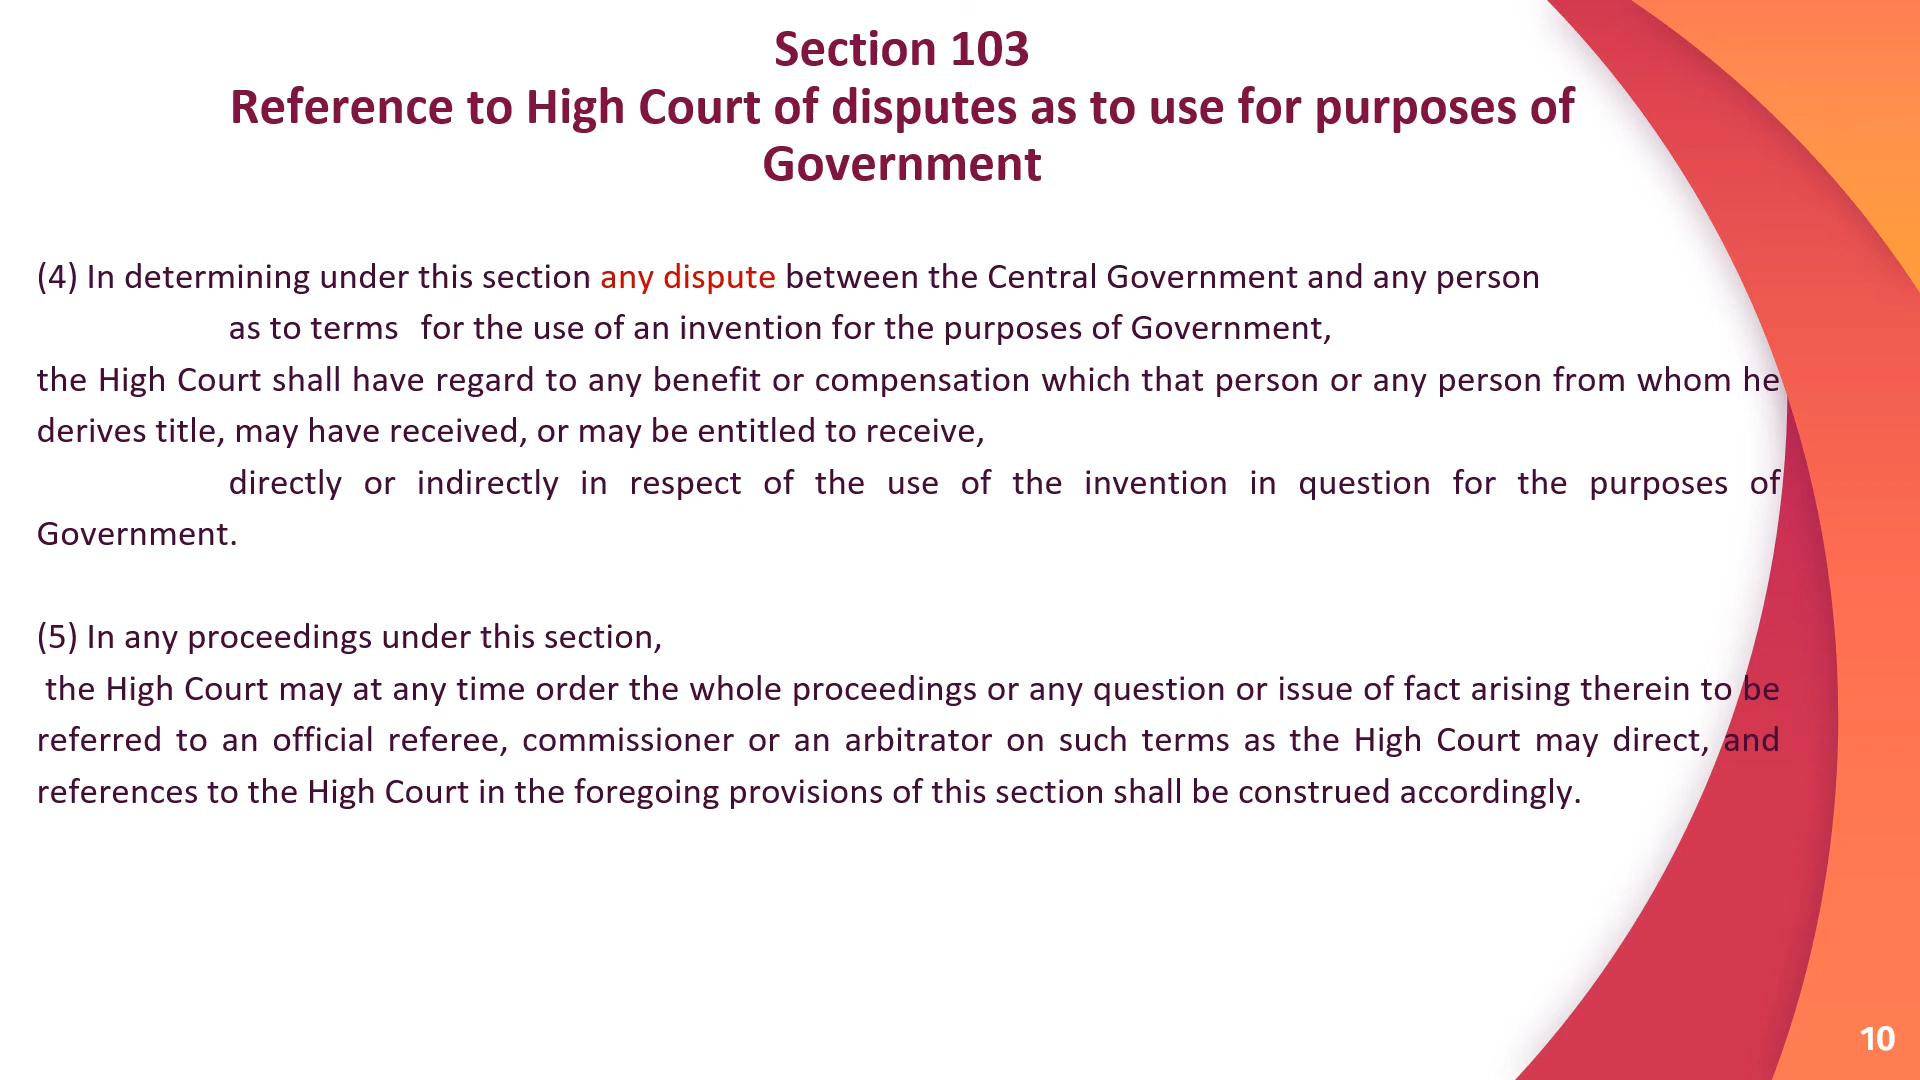 Section 103
Reference to High Court of disputes as to use for purposes of
Government
(4) In determining under this section any dispute between the Central Government and any person
as to terms for the use of an invention for the purposes of Government,
the High Court shall have regard to any benefit or compensation which that person or any person from whom he
derives title, may have received, or may be entitled to receive,
directly or indirectly in respect of the use of the invention in question for the purposes of
Government.
(5) In any proceedings under this section,
the High Court may at any time order the whole proceedings or any question or issue of fact arising therein to be
referred to an official referee, commissioner or an arbitrator on such terms as the High Court may direct, and
references to the High Court in the foregoing provisions of this section shall be construed accordingly.
10